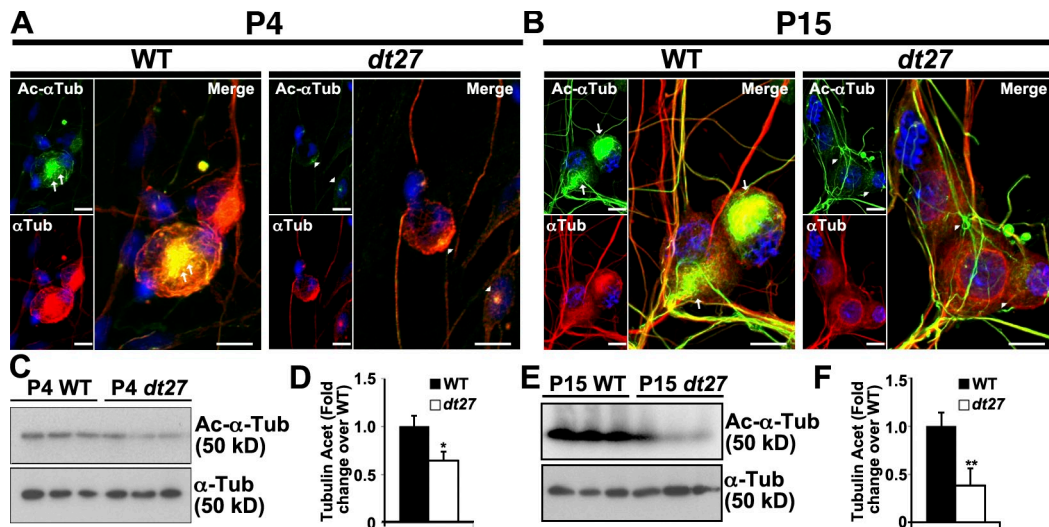 A
P4
WT
dt27
Ac-αTub
Merge
αTub
Ac-αTub
Merge
αTub
B
P15
WT
dt27
Ac-αTub
Merge
αTub
Ac-αTub
Merge
αTub
C
P4 WT P4 dt27
Ac-α-Tub
(50 kD)
α-Tub
(50 kD)
D
Tubulin Acet (Fold
change over WT)
1.5
1.0
0.5
0
WT
dt27
*
E
P15 WT P15 dt27
Ac-α-Tub
(50 kD)
α-Tub
(50 kD)
F
Tubulin Acet (Fold
change over WT)
1.5
1.0
0.5
0
WT
dt27
**